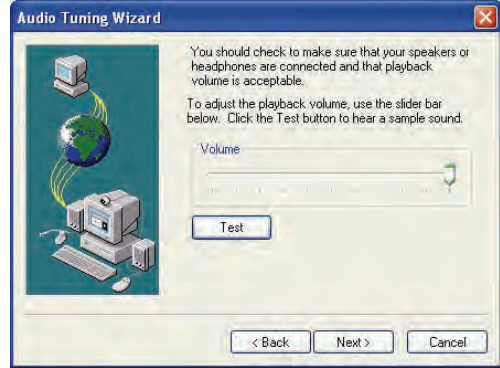 Audio Tuning Wizard
You should check to make sure that your speakers or
headphones are connected and that playback
volume is acceptable.
To adjust the playback volume, use the slider bar
below. Click the Test button to hear a sample sound.
Volume
Test
< Back
Next >
Cancel